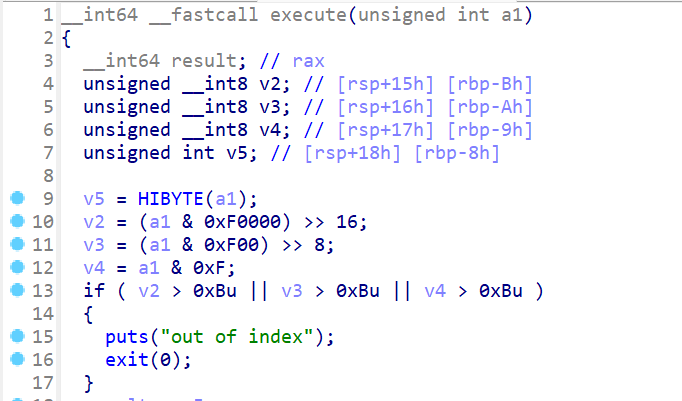 1 __int64 __fastcall execute(unsigned int a1)
2 {
3 __int64 result; // rax
4 unsigned __int8 v2; // [rsp+15h] [rbp-Bh]
5 unsigned __int8 v3; // [rsp+16h] [rbp-Ah]
6 unsigned __int8 v4; // [rsp+17h] [rbp-9h]
7 unsigned int v5; // [rsp+18h] [rbp-8h]
8
9 v5 = HIBYTE(a1);
10 v2 = (a1 & 0xF0000) >> 16;
11 v3 = (a1 & 0xF00) >> 8;
12 v4 = a1 & 0xF;
13 if ( v2 > 0xBu || v3 > 0xBu || v4 > 0xBu )
14 {
15 puts("out of index");
16 exit(0);
17 }